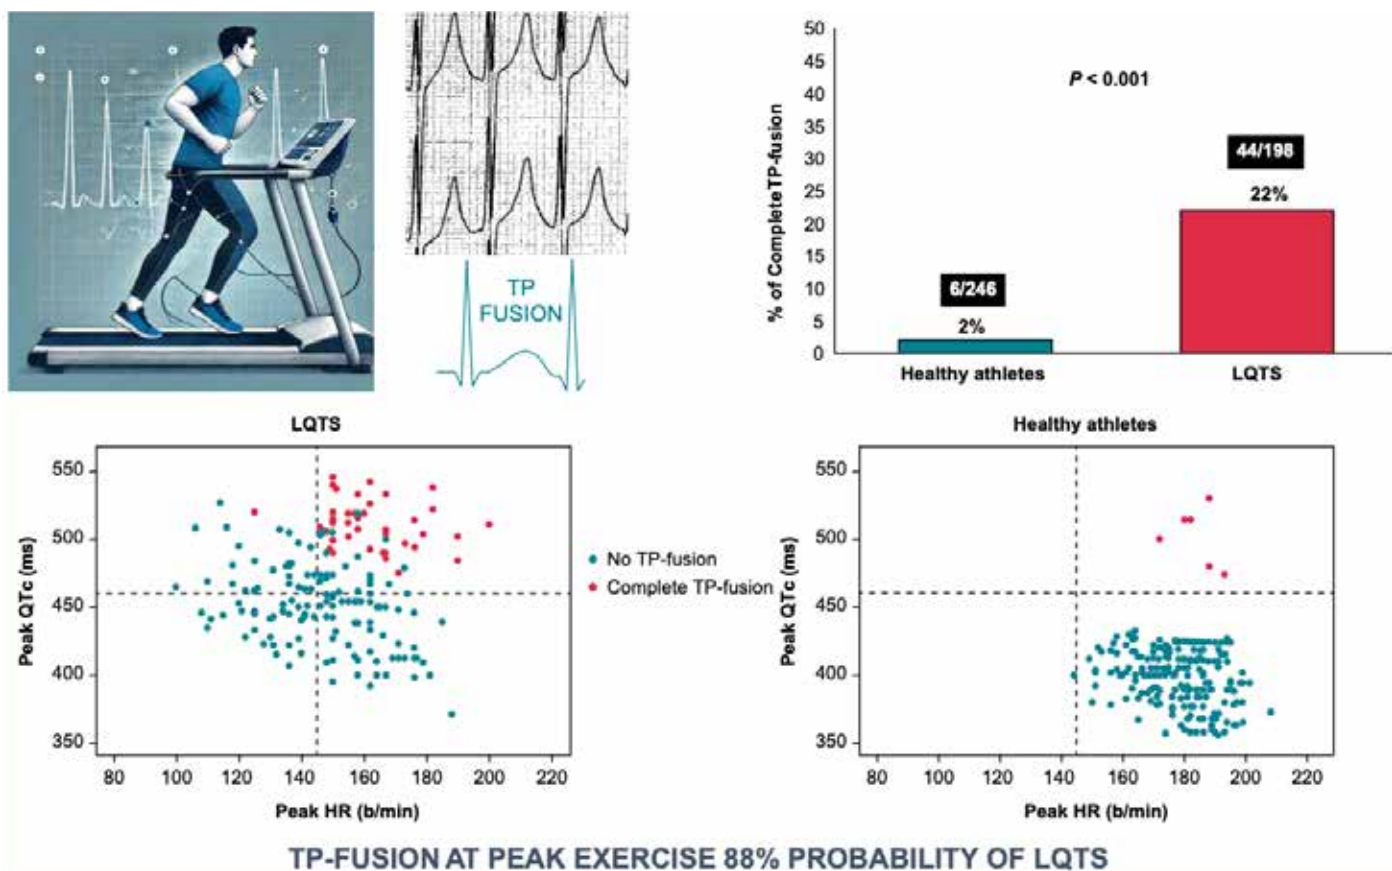 TP
FUSION
% of Complete TP-fusion
50
45
40
35
30
25
20
15
10
5
0
P < 0.001
6/246
2%
44/198
22%
Healthy athletes
LQTS
LQTS
Peak QTc (ms)
550
500
450
400
350
80 100 120 140 160 180 200 220
Peak HR (b/min)
No TP-fusion
Complete TP-fusion
Healthy athletes
Peak QTc (ms)
550
500
450
400
350
80 100 120 140 160 180 200 220
Peak HR (b/min)
TP-FUSION AT PEAK EXERCISE 88% PROBABILITY OF LQTS